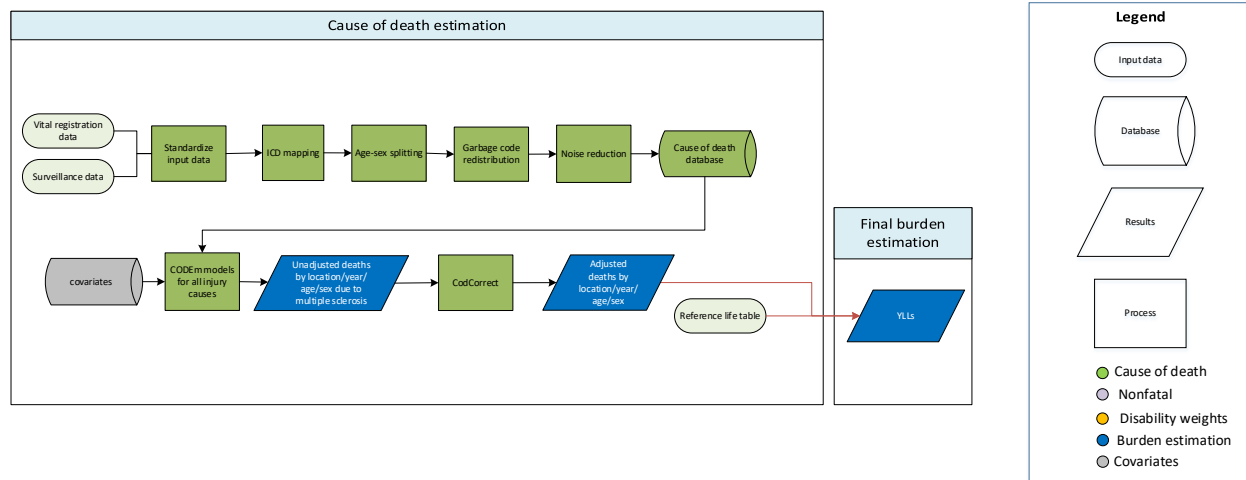 Cause of death estimation
Vital registration
data
Surveillance data
Standardize
input data
ICD mapping
Age-sex splitting
Garbage code
redistribution
Noise reduction
Cause of death
database
covariates
CODEm models
for all injury
causes
Unadjusted deaths
by location/year/
age/sex due to
multiple sclerosis
CodCorrect
Adjusted
deaths by
location/year/
age/sex
Reference life table
Final burden
estimation
YLLs
Legend
Input data
Database
Results
Process
Cause of death
Nonfatal
Disability weights
Burden estimation
Covariates